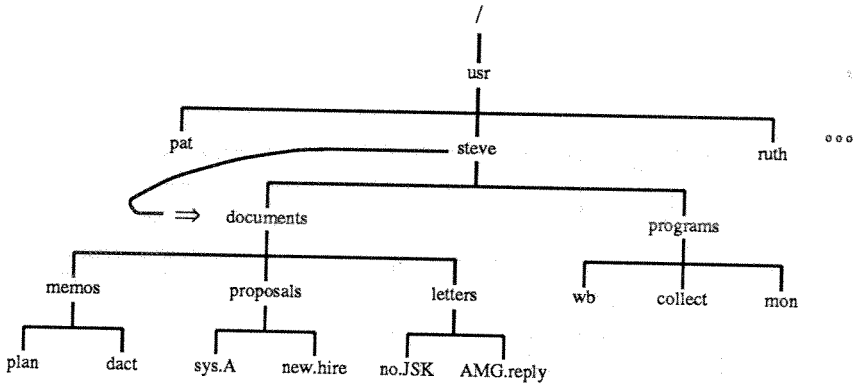 /
usr
pat steve ruth ∘∘∘
⇒ documents programs
memos proposals letters wb collect mon
plan dact sys.A new.hire no.JSK AMG.reply